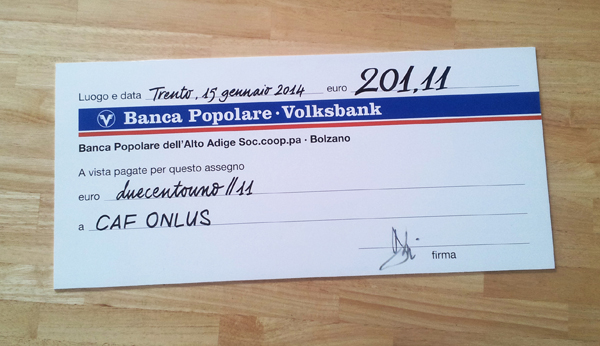 Luogo e data Trento, 15 gennaio 2014 euro 201,11
Banca Popolare · Volksbank
Banca Popolare dell'Alto Adige Soc.coop.pa · Bolzano
A vista pagate per questo assegno
euro duecentouno//11
a CAF ONLUS
firma